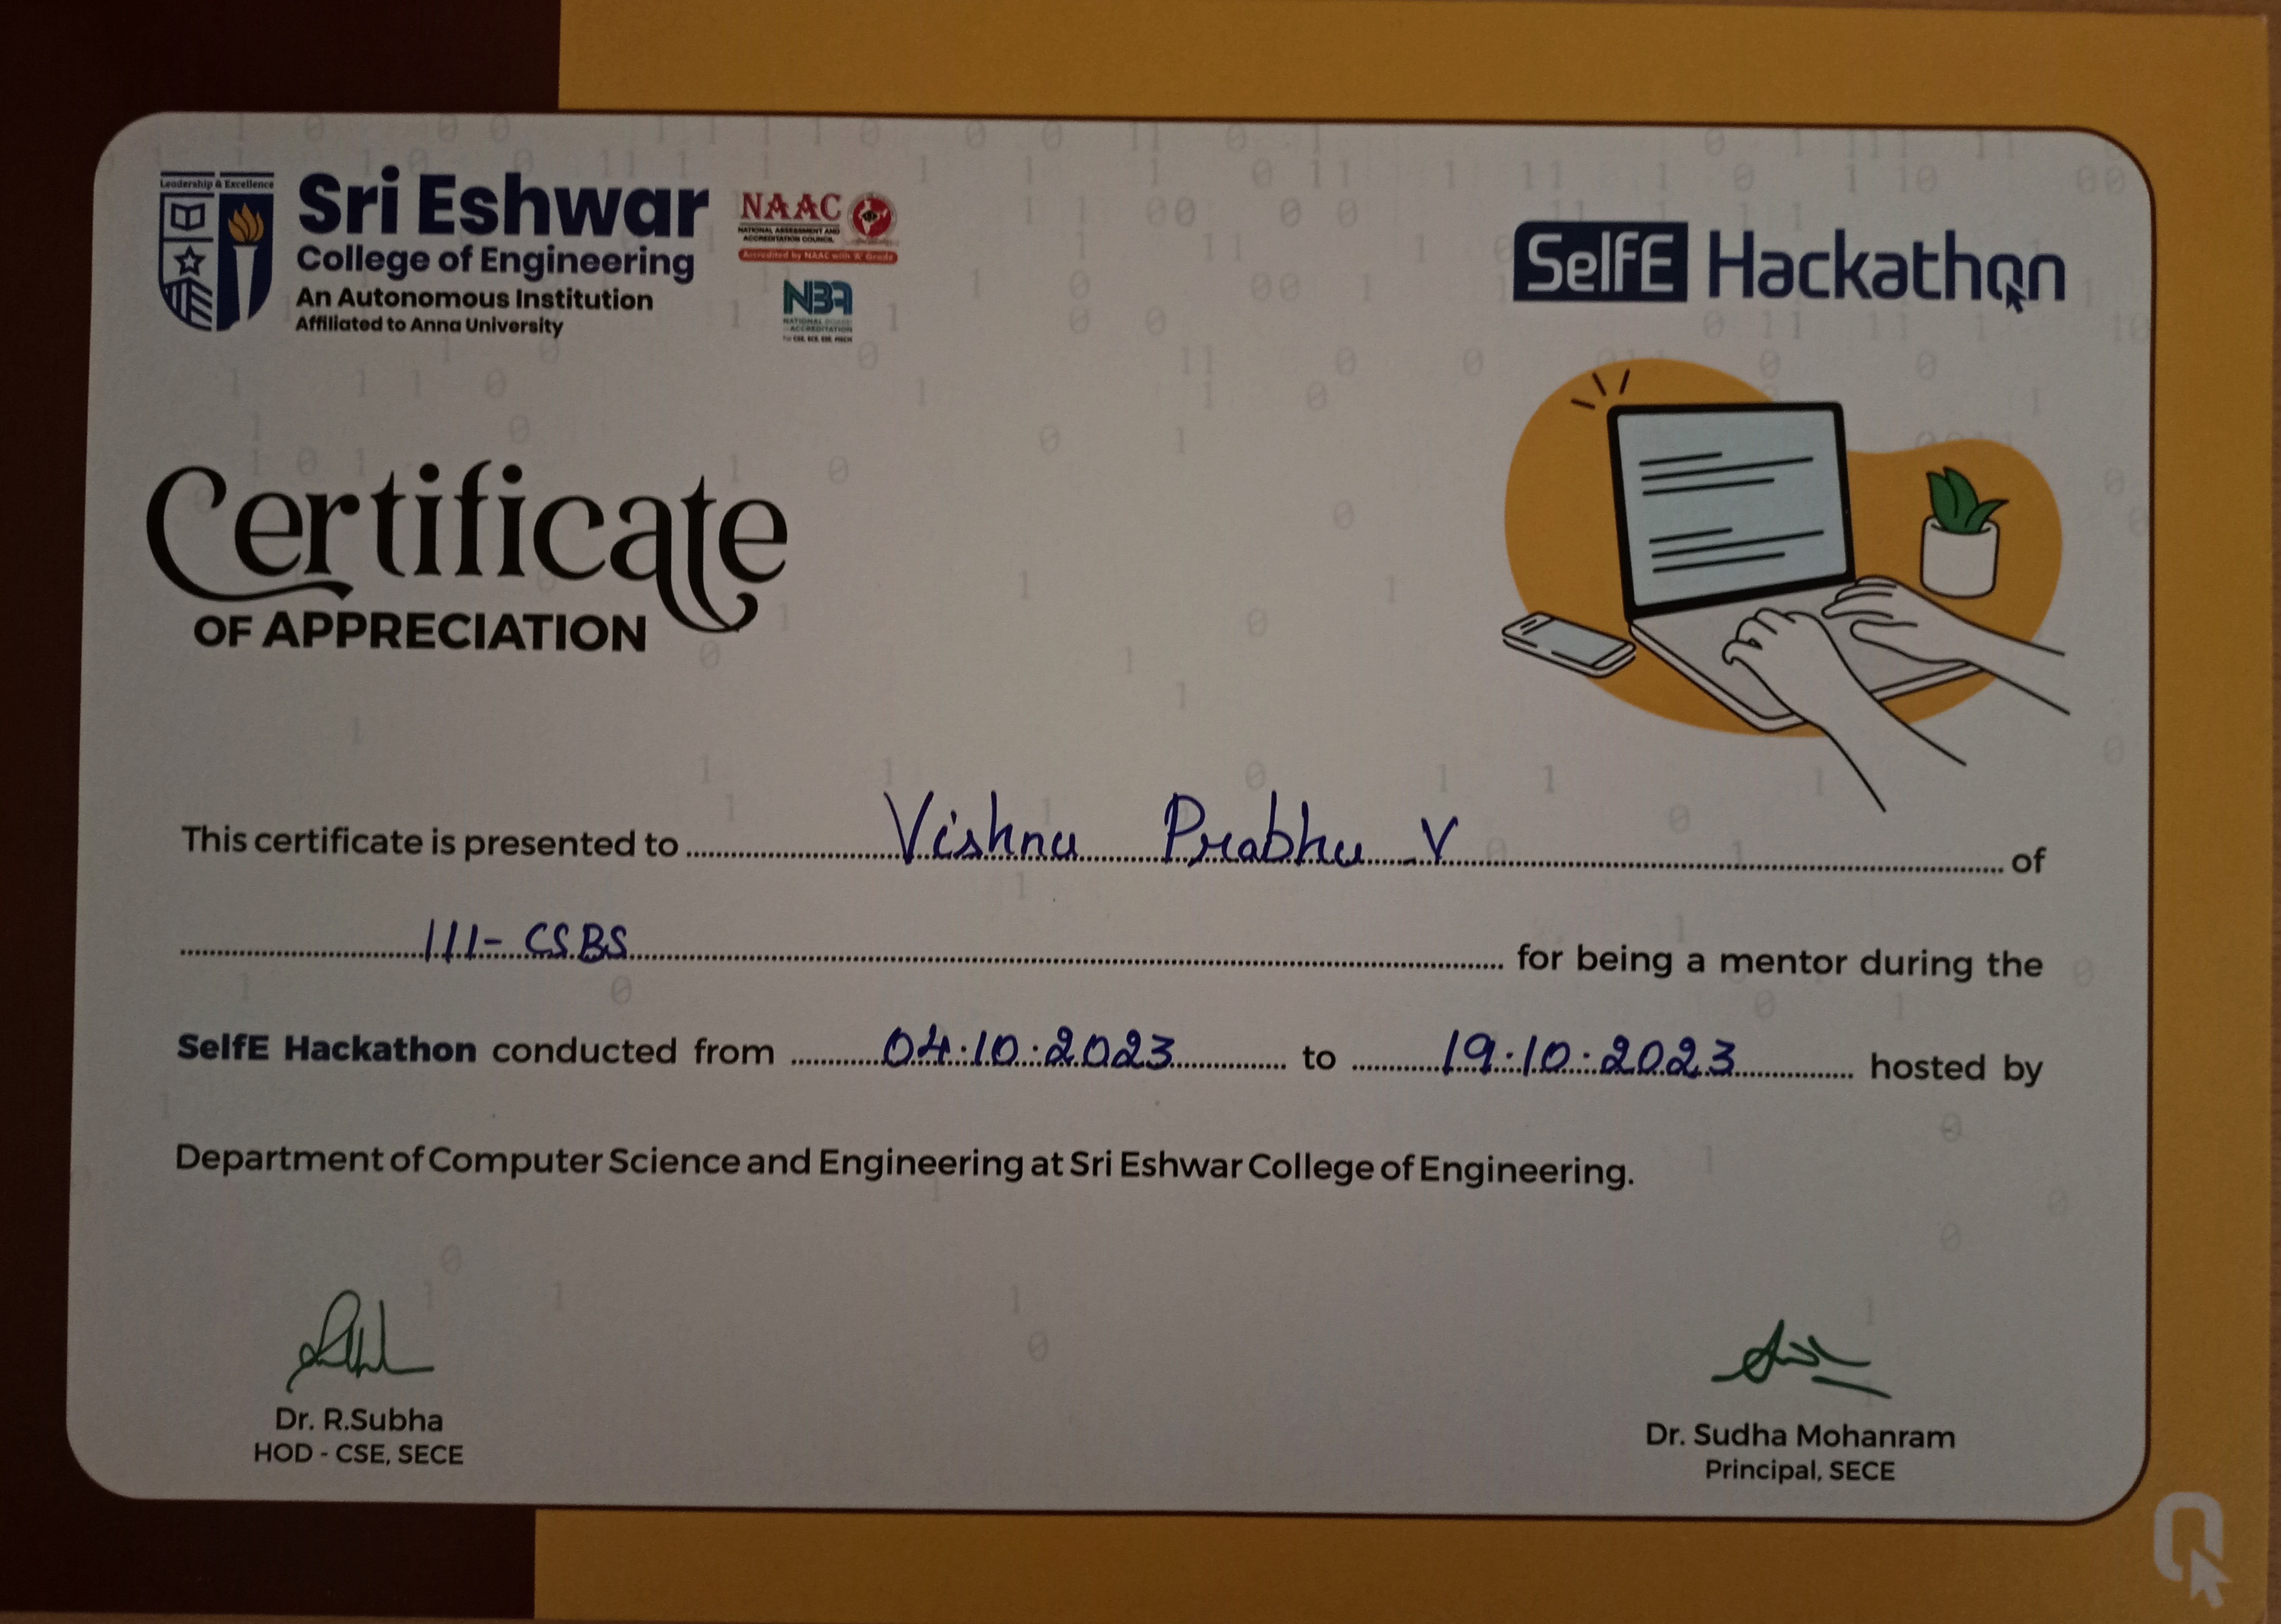 Leadership & Excellence
Sri Eshwar
College of Engineering
An Autonomous Institution
Affiliated to Anna University
NAAC
NATIONAL ASSESSMENT AND
ACCREDITATION COUNCIL
Accredited by NAAC with 'A' Grade
NBA
NATIONAL BOARD
of ACCREDITATION
For CSE, ECE, EEE, MECH
SelfE Hackathon
Certificate
OF APPRECIATION
This certificate is presented to Vishnu Prabhu V of
III- CSBS for being a mentor during the
SelfE Hackathon conducted from 04:10:2023 to 19:10:2023 hosted by
Department of Computer Science and Engineering at Sri Eshwar College of Engineering.
Dr. R.Subha
HOD - CSE, SECE
Dr. Sudha Mohanram
Principal, SECE